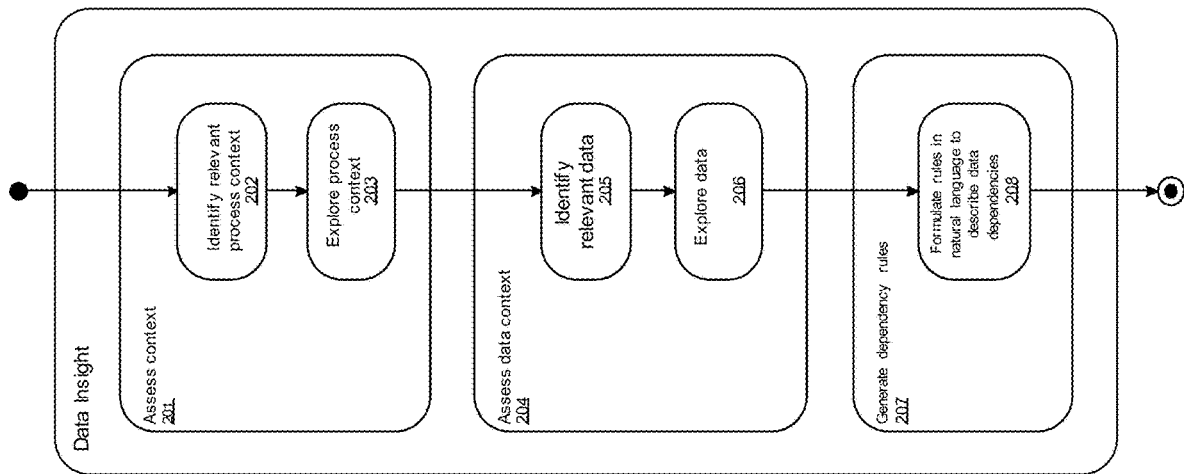 Data Insight
Assess context
201
Identify relevant
process context
202
Explore process
context
203
Assess data context
204
Identify
relevant data
205
Explore data
206
Generate dependency rules
207
Formulate rules in
natural language to
describe data
dependencies
208